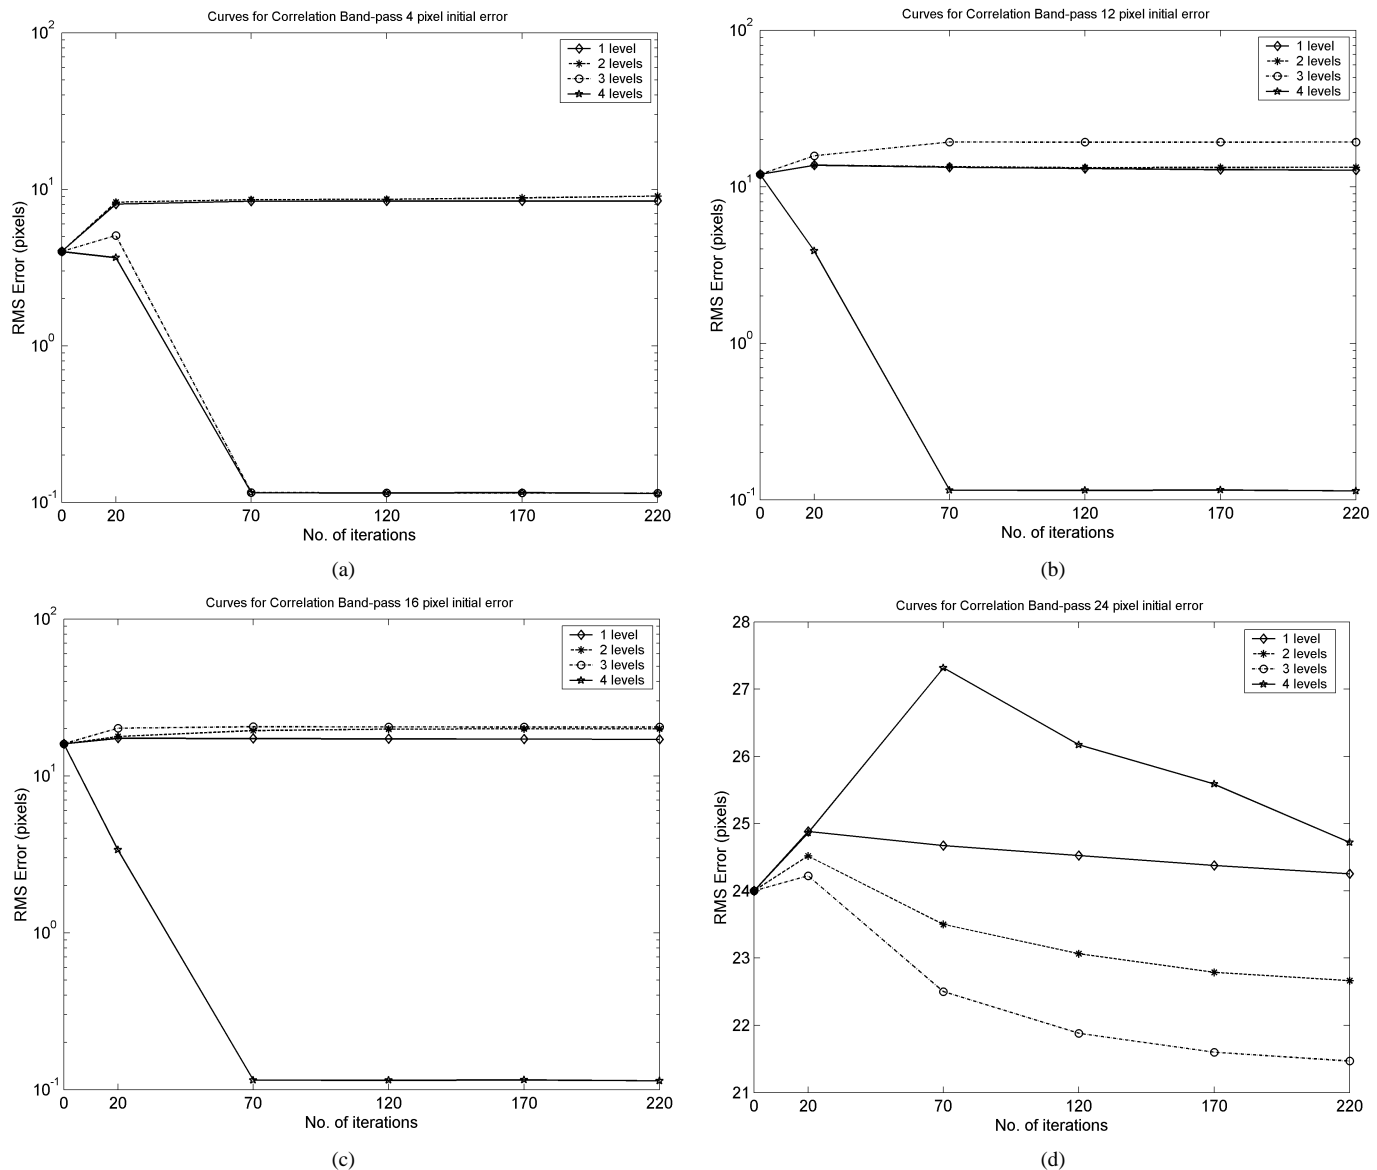 Curves for Correlation Band-pass 4 pixel initial error
10^2
10^1
10^0
10^-1
RMS Error (pixels)
1 level
2 levels
3 levels
4 levels
0 20 70 120 170 220
No. of iterations
(a)
Curves for Correlation Band-pass 12 pixel initial error
10^2
10^1
10^0
10^-1
RMS Error (pixels)
1 level
2 levels
3 levels
4 levels
0 20 70 120 170 220
No. of iterations
(b)
Curves for Correlation Band-pass 16 pixel initial error
10^2
10^1
10^0
10^-1
RMS Error (pixels)
1 level
2 levels
3 levels
4 levels
0 20 70 120 170 220
No. of iterations
(c)
Curves for Correlation Band-pass 24 pixel initial error
28
27
26
25
24
23
22
21
RMS Error (pixels)
1 level
2 levels
3 levels
4 levels
0 20 70 120 170 220
No. of iterations
(d)